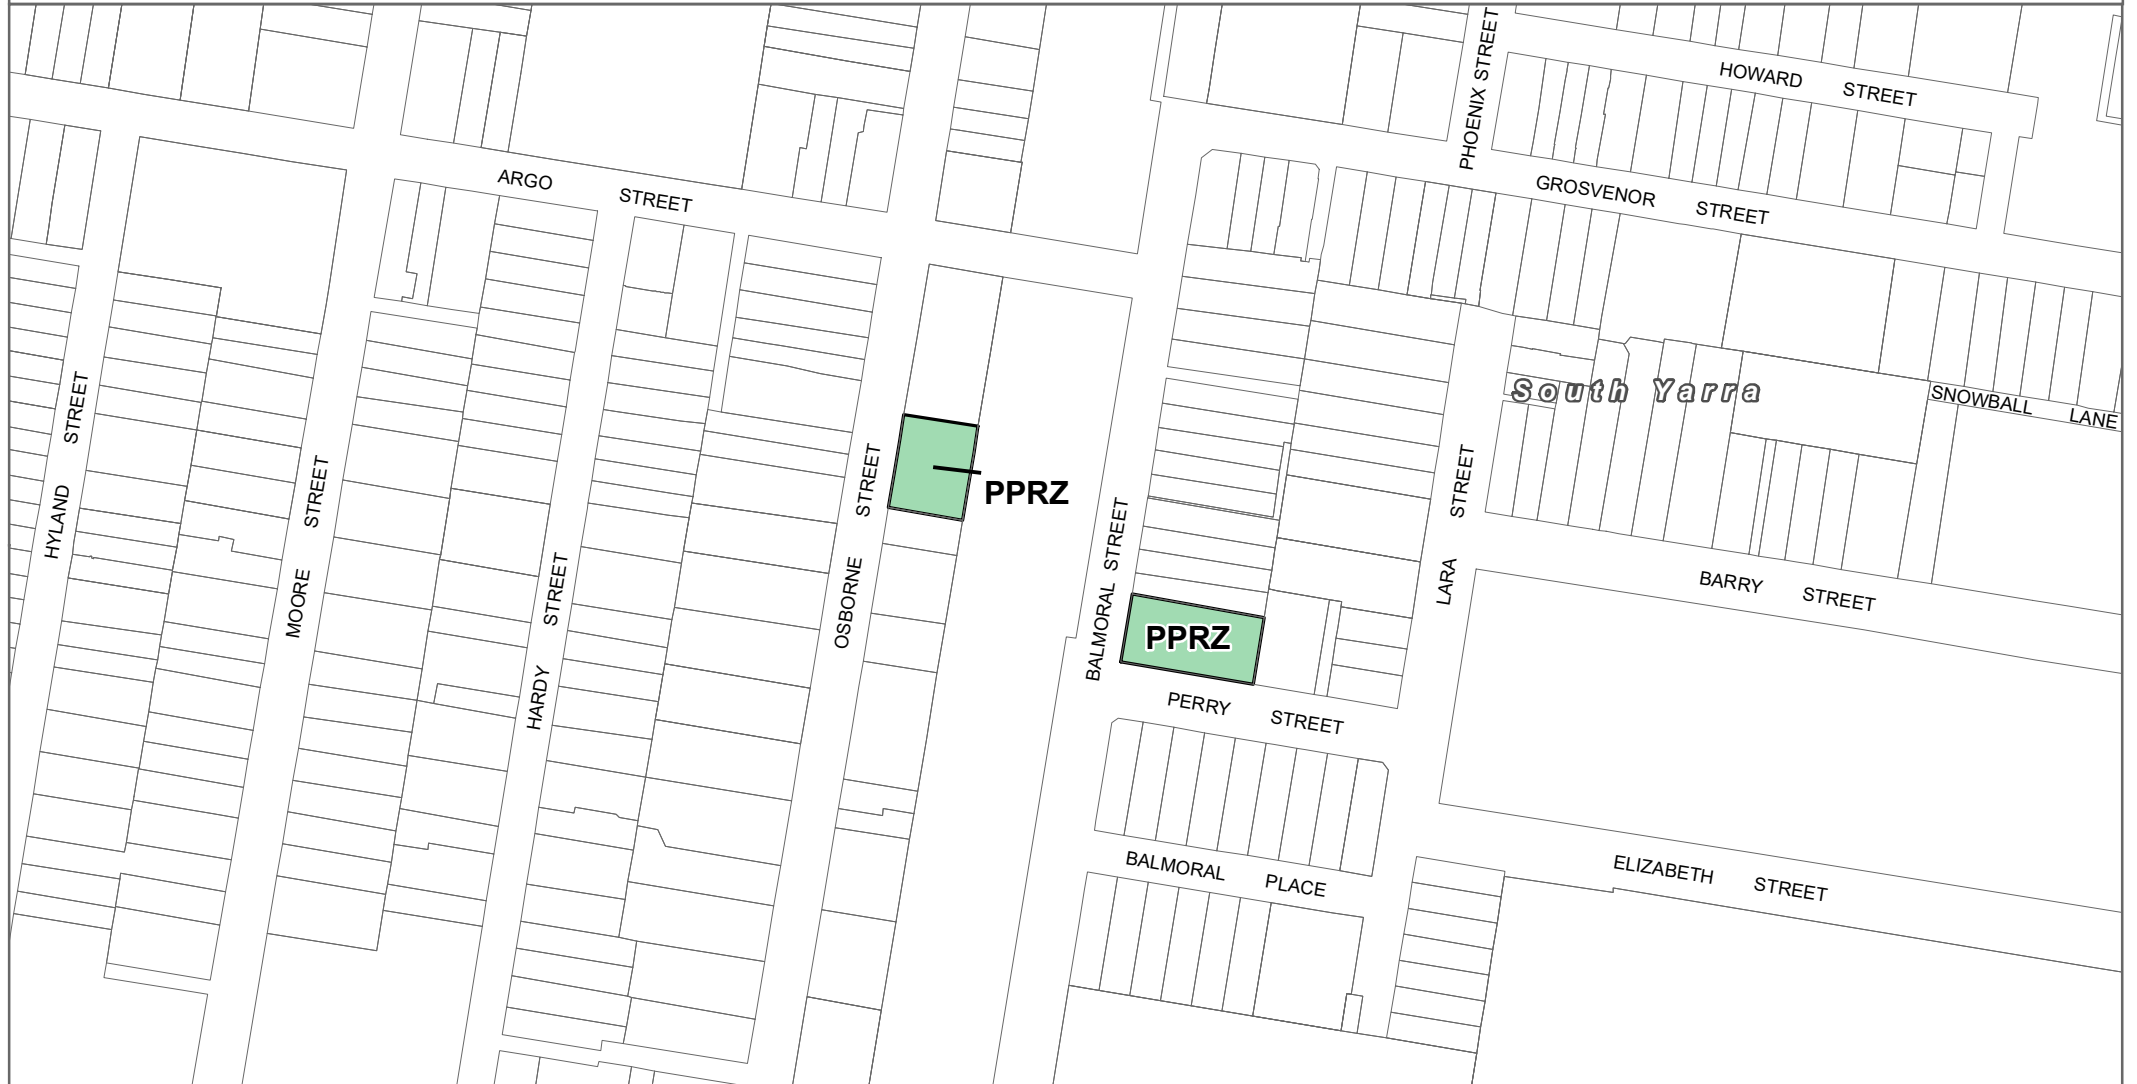 HOWARD STREET
PHOENIX STREET
ARGO STREET
GROSVENOR STREET
South Yarra
SNOWBALL LANE
HYLAND STREET
MOORE STREET
HARDY STREET
OSBORNE STREET
PPRZ
BALMORAL STREET
LARA STREET
BARRY STREET
PPRZ
PERRY STREET
BALMORAL PLACE
ELIZABETH STREET